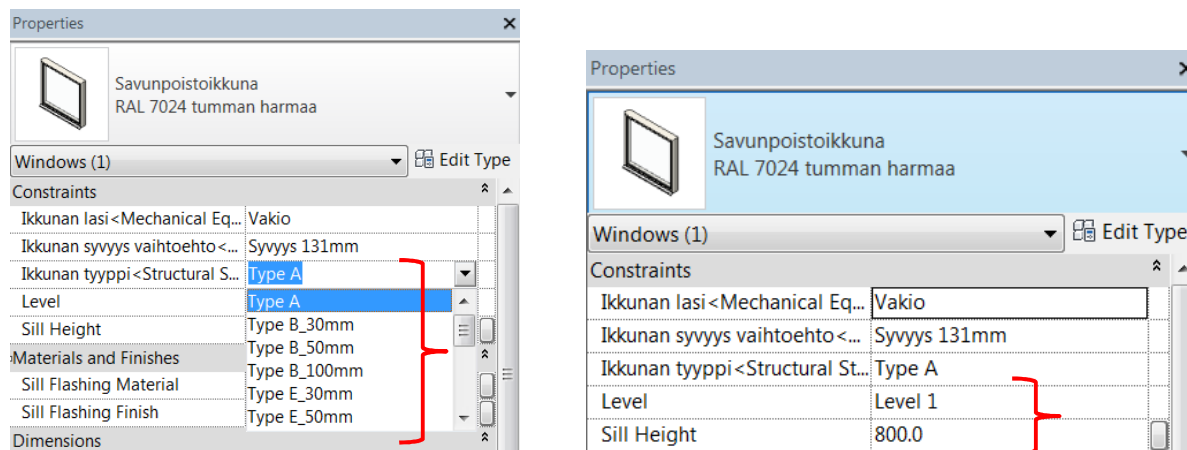 Properties
Savunpoistoikkuna
RAL 7024 tumman harmaa
Windows (1)
Edit Type
Constraints
Ikkunan lasi<Mechanical Eq... Vakio
Ikkunan syvyys vaihtoehto<... Syvyys 131mm
Ikkunan tyyppi<Structural S... Type A
Level Type A
Sill Height Type B_30mm
Materials and Finishes Type B_50mm
Type B_100mm
Sill Flashing Material Type E_30mm
Sill Flashing Finish Type E_50mm
Dimensions
Properties
Savunpoistoikkuna
RAL 7024 tumman harmaa
Windows (1)
Edit Type
Constraints
Ikkunan lasi<Mechanical Eq... Vakio
Ikkunan syvyys vaihtoehto<... Syvyys 131mm
Ikkunan tyyppi<Structural St... Type A
Level Level 1
Sill Height 800.0